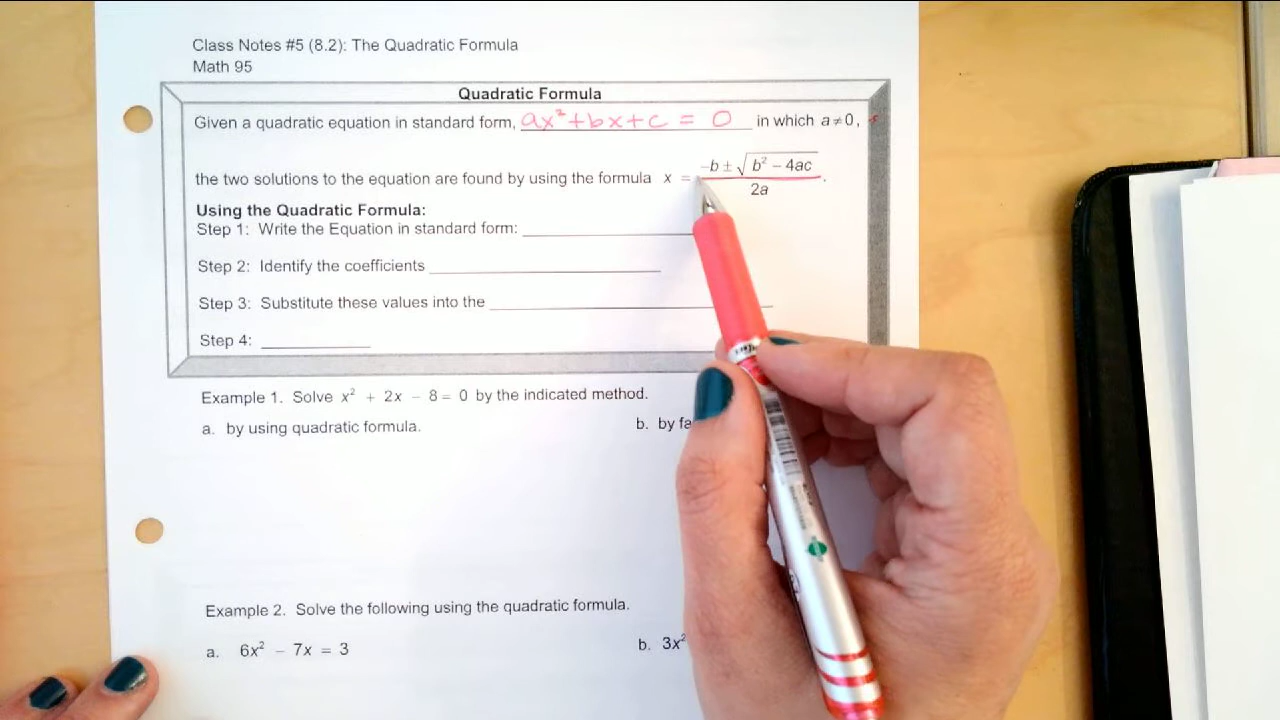 Class Notes #5 (8.2): The Quadratic Formula
Math 95
Quadratic Formula
Given a quadratic equation in standard form, ax² + bx + c = 0 in which a ≠ 0,
the two solutions to the equation are found by using the formula x = (-b ± √(b² − 4ac)) / 2a.
Using the Quadratic Formula:
Step 1: Write the Equation in standard form: ____________
Step 2: Identify the coefficients ____________
Step 3: Substitute these values into the ____________
Step 4: ____________
Example 1. Solve x² + 2x − 8 = 0 by the indicated method.
a. by using quadratic formula. b. by
Example 2. Solve the following using the quadratic formula.
a. 6x² − 7x = 3 b. 3x²